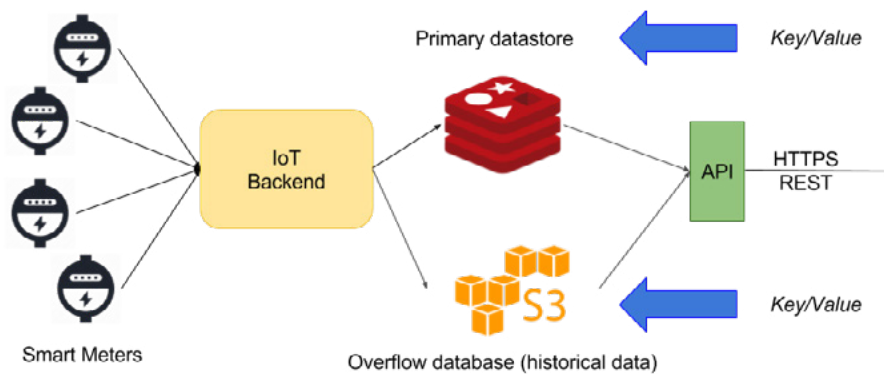 Primary datastore
Key/Value
IoT
Backend
API
HTTPS
REST
S3
Key/Value
Smart Meters
Overflow database (historical data)